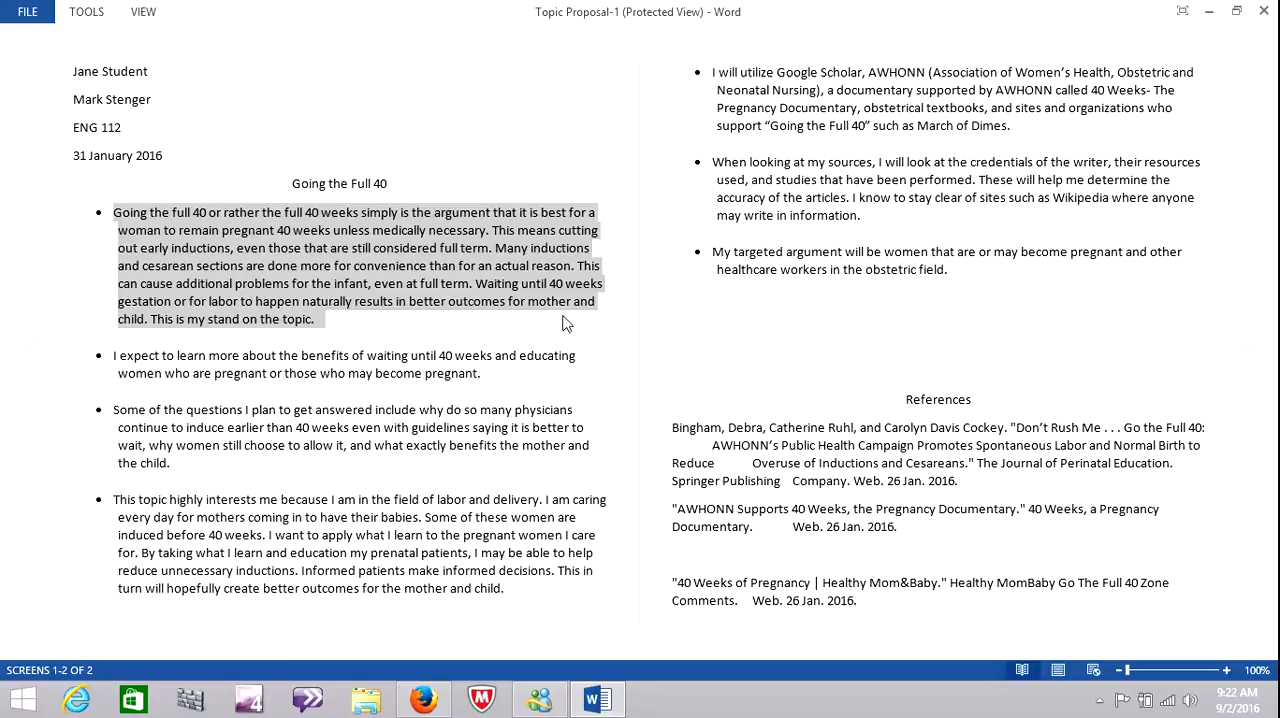 FILE TOOLS VIEW Topic Proposal-1 (Protected View) - Word
Jane Student
Mark Stenger
ENG 112
31 January 2016
Going the Full 40
• Going the full 40 or rather the full 40 weeks simply is the argument that it is best for a
woman to remain pregnant 40 weeks unless medically necessary. This means cutting
out early inductions, even those that are still considered full term. Many inductions
and cesarean sections are done more for convenience than for an actual reason. This
can cause additional problems for the infant, even at full term. Waiting until 40 weeks
gestation or for labor to happen naturally results in better outcomes for mother and
child. This is my stand on the topic.
• I expect to learn more about the benefits of waiting until 40 weeks and educating
women who are pregnant or those who may become pregnant.
• Some of the questions I plan to get answered include why do so many physicians
continue to induce earlier than 40 weeks even with guidelines saying it is better to
wait, why women still choose to allow it, and what exactly benefits the mother and
the child.
• This topic highly interests me because I am in the field of labor and delivery. I am caring
every day for mothers coming in to have their babies. Some of these women are
induced before 40 weeks. I want to apply what I learn to the pregnant women I care
for. By taking what I learn and education my prenatal patients, I may be able to help
reduce unnecessary inductions. Informed patients make informed decisions. This in
turn will hopefully create better outcomes for the mother and child.
• I will utilize Google Scholar, AWHONN (Association of Women's Health, Obstetric and
Neonatal Nursing), a documentary supported by AWHONN called 40 Weeks- The
Pregnancy Documentary, obstetrical textbooks, and sites and organizations who
support “Going the Full 40” such as March of Dimes.
• When looking at my sources, I will look at the credentials of the writer, their resources
used, and studies that have been performed. These will help me determine the
accuracy of the articles. I know to stay clear of sites such as Wikipedia where anyone
may write in information.
• My targeted argument will be women that are or may become pregnant and other
healthcare workers in the obstetric field.
References
Bingham, Debra, Catherine Ruhl, and Carolyn Davis Cockey. "Don't Rush Me . . . Go the Full 40:
AWHONN's Public Health Campaign Promotes Spontaneous Labor and Normal Birth to
Reduce Overuse of Inductions and Cesareans." The Journal of Perinatal Education.
Springer Publishing Company. Web. 26 Jan. 2016.
"AWHONN Supports 40 Weeks, the Pregnancy Documentary." 40 Weeks, a Pregnancy
Documentary. Web. 26 Jan. 2016.
"40 Weeks of Pregnancy | Healthy Mom&Baby." Healthy MomBaby Go The Full 40 Zone
Comments. Web. 26 Jan. 2016.
SCREENS 1-2 OF 2 100%
9:22 AM
9/2/2016